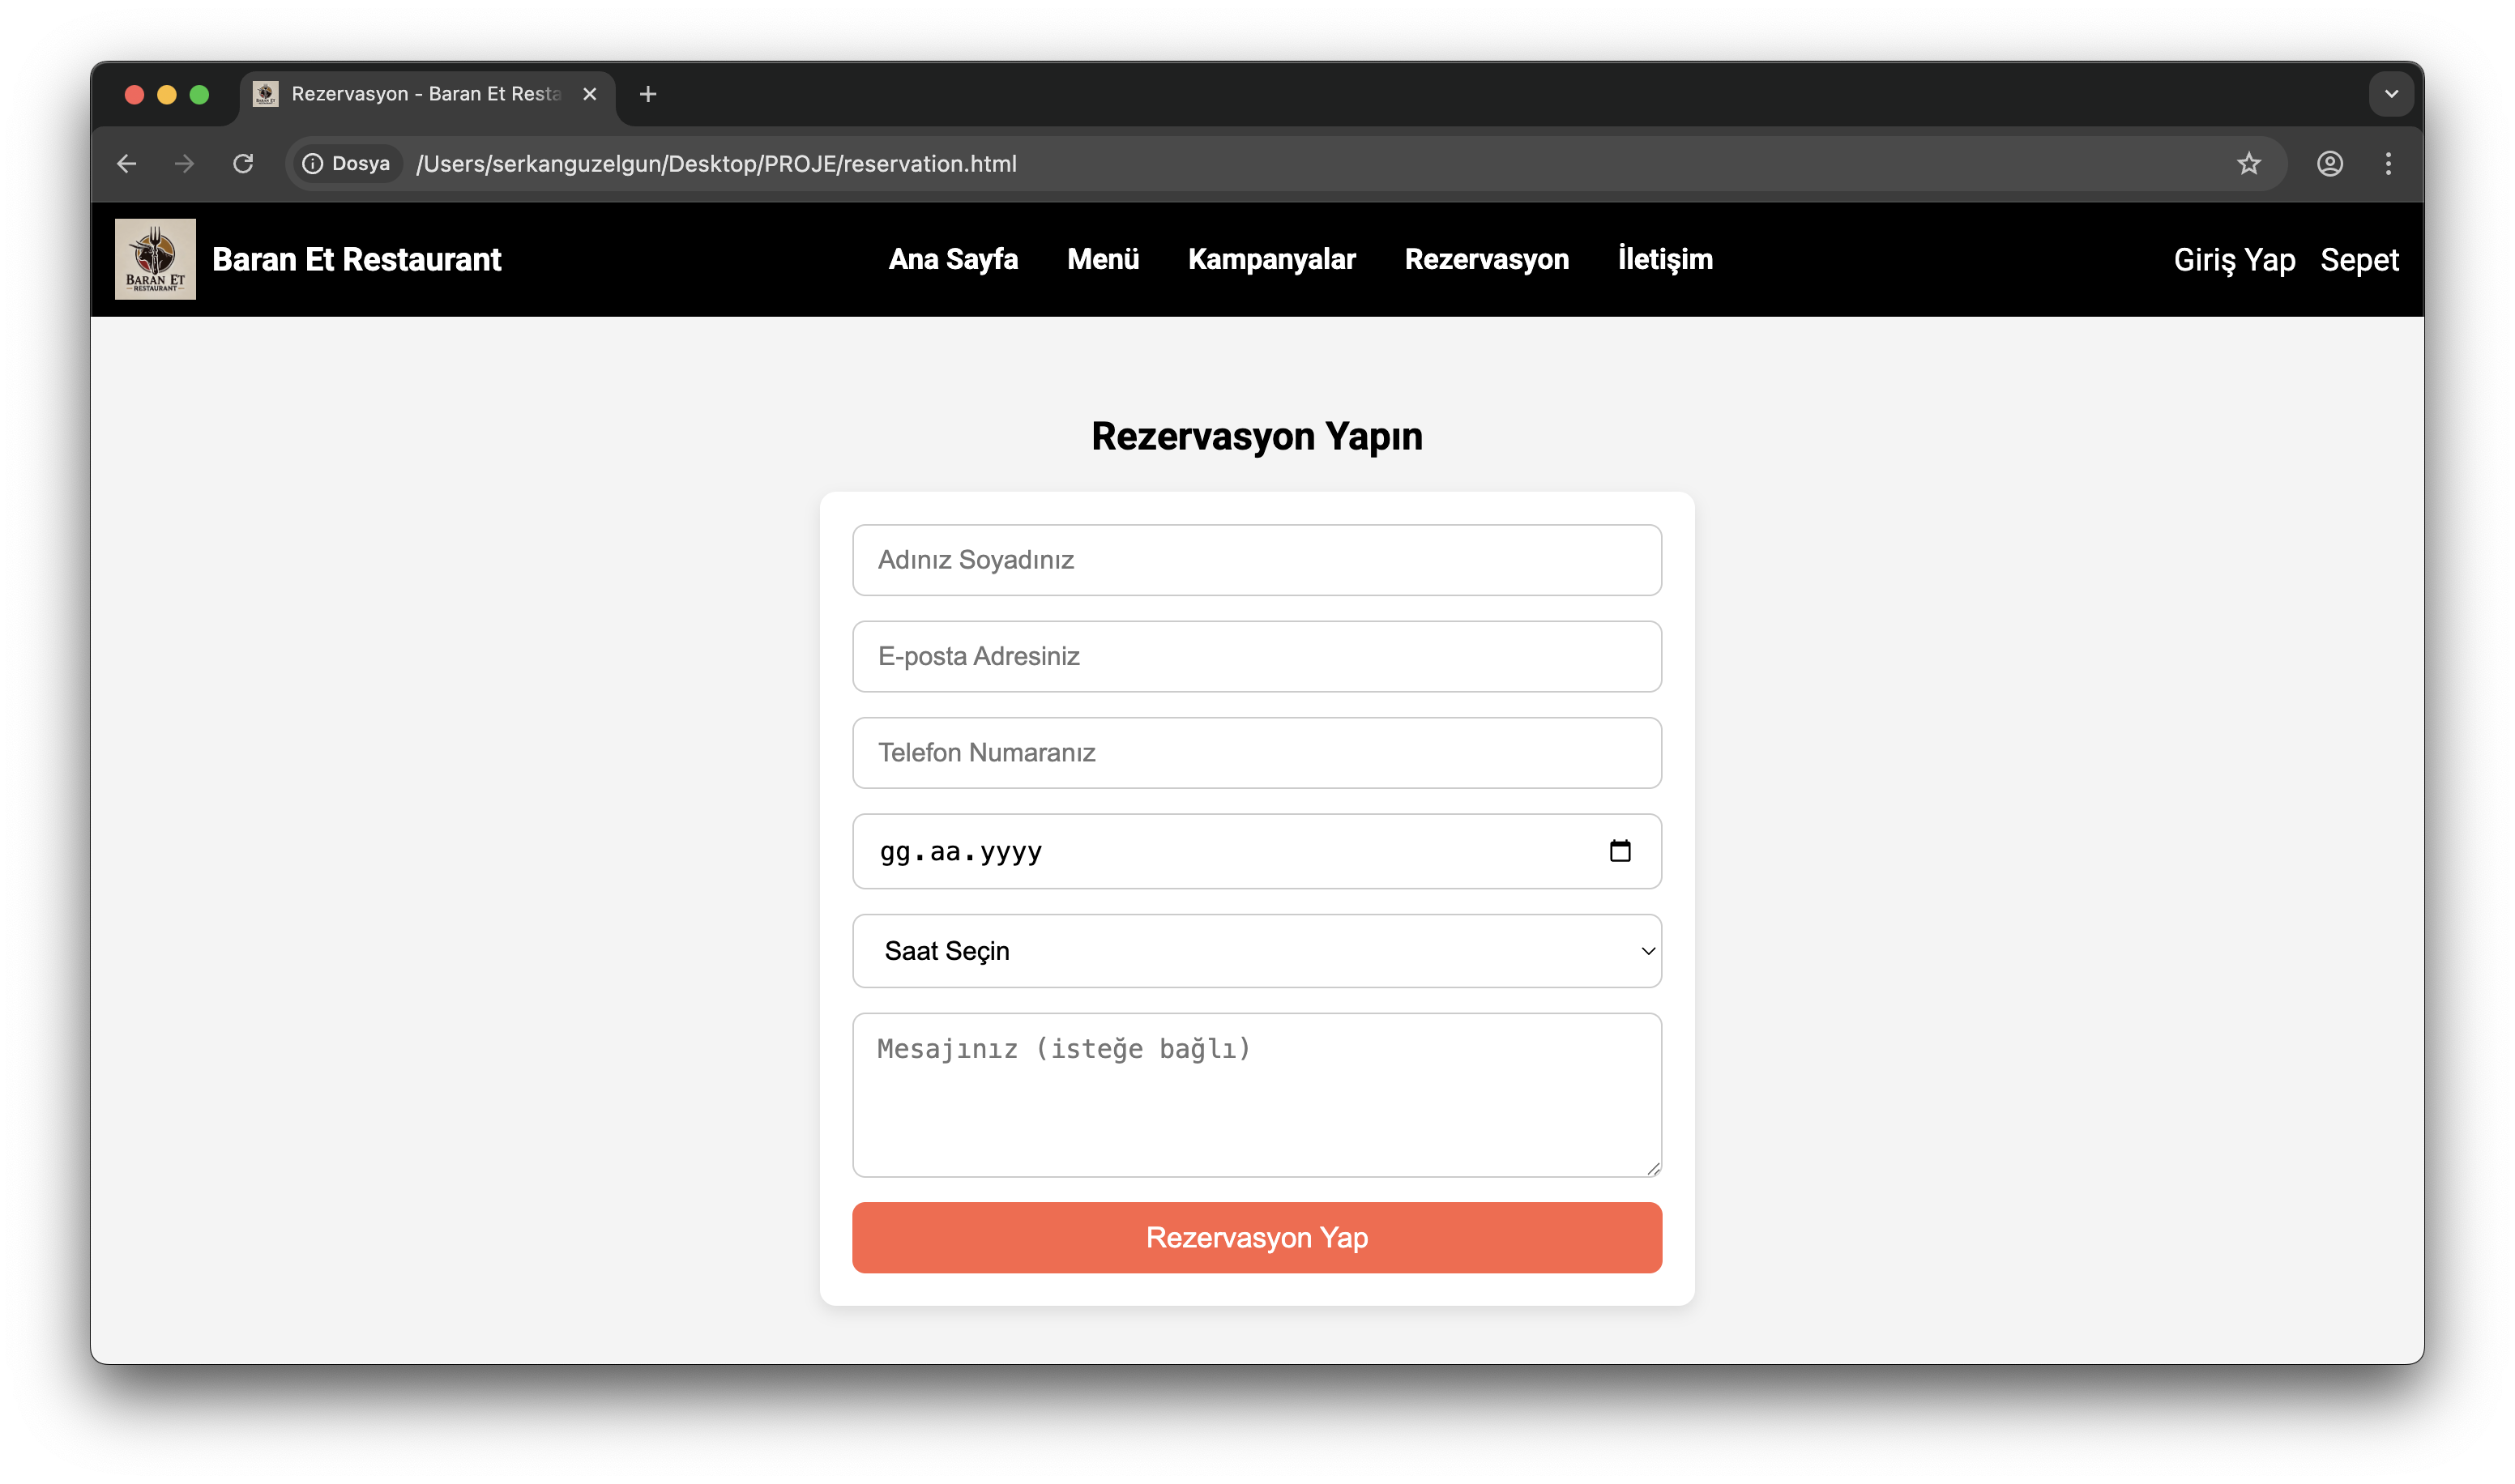 Rezervasyon - Baran Et Resta
Dosya /Users/serkanguzelgun/Desktop/PROJE/reservation.html
BARAN ET
RESTAURANT
Baran Et Restaurant
Ana Sayfa Menü Kampanyalar Rezervasyon İletişim
Giriş Yap Sepet
Rezervasyon Yapın
Adınız Soyadınız
E-posta Adresiniz
Telefon Numaranız
gg.aa.yyyy
Saat Seçin
Mesajınız (isteğe bağlı)
Rezervasyon Yap